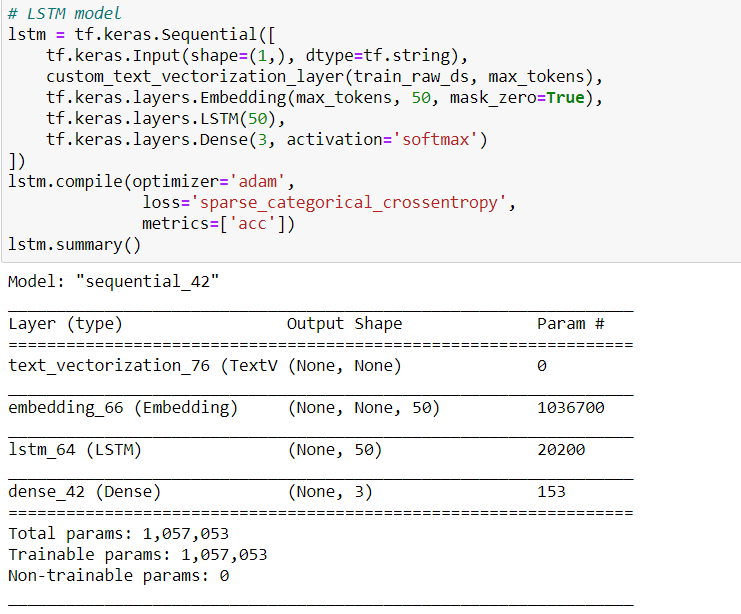 # LSTM model
lstm = tf.keras.Sequential([
    tf.keras.Input(shape=(1,), dtype=tf.string),
    custom_text_vectorization_layer(train_raw_ds, max_tokens),
    tf.keras.layers.Embedding(max_tokens, 50, mask_zero=True),
    tf.keras.layers.LSTM(50),
    tf.keras.layers.Dense(3, activation='softmax')
])
lstm.compile(optimizer='adam',
             loss='sparse_categorical_crossentropy',
             metrics=['acc'])
lstm.summary()
Model: "sequential_42"
_________________________________________________________________
Layer (type)                 Output Shape              Param #
=================================================================
text_vectorization_76 (TextV (None, None)              0
_________________________________________________________________
embedding_66 (Embedding)     (None, None, 50)          1036700
_________________________________________________________________
lstm_64 (LSTM)               (None, 50)                20200
_________________________________________________________________
dense_42 (Dense)             (None, 3)                 153
=================================================================
Total params: 1,057,053
Trainable params: 1,057,053
Non-trainable params: 0
_________________________________________________________________